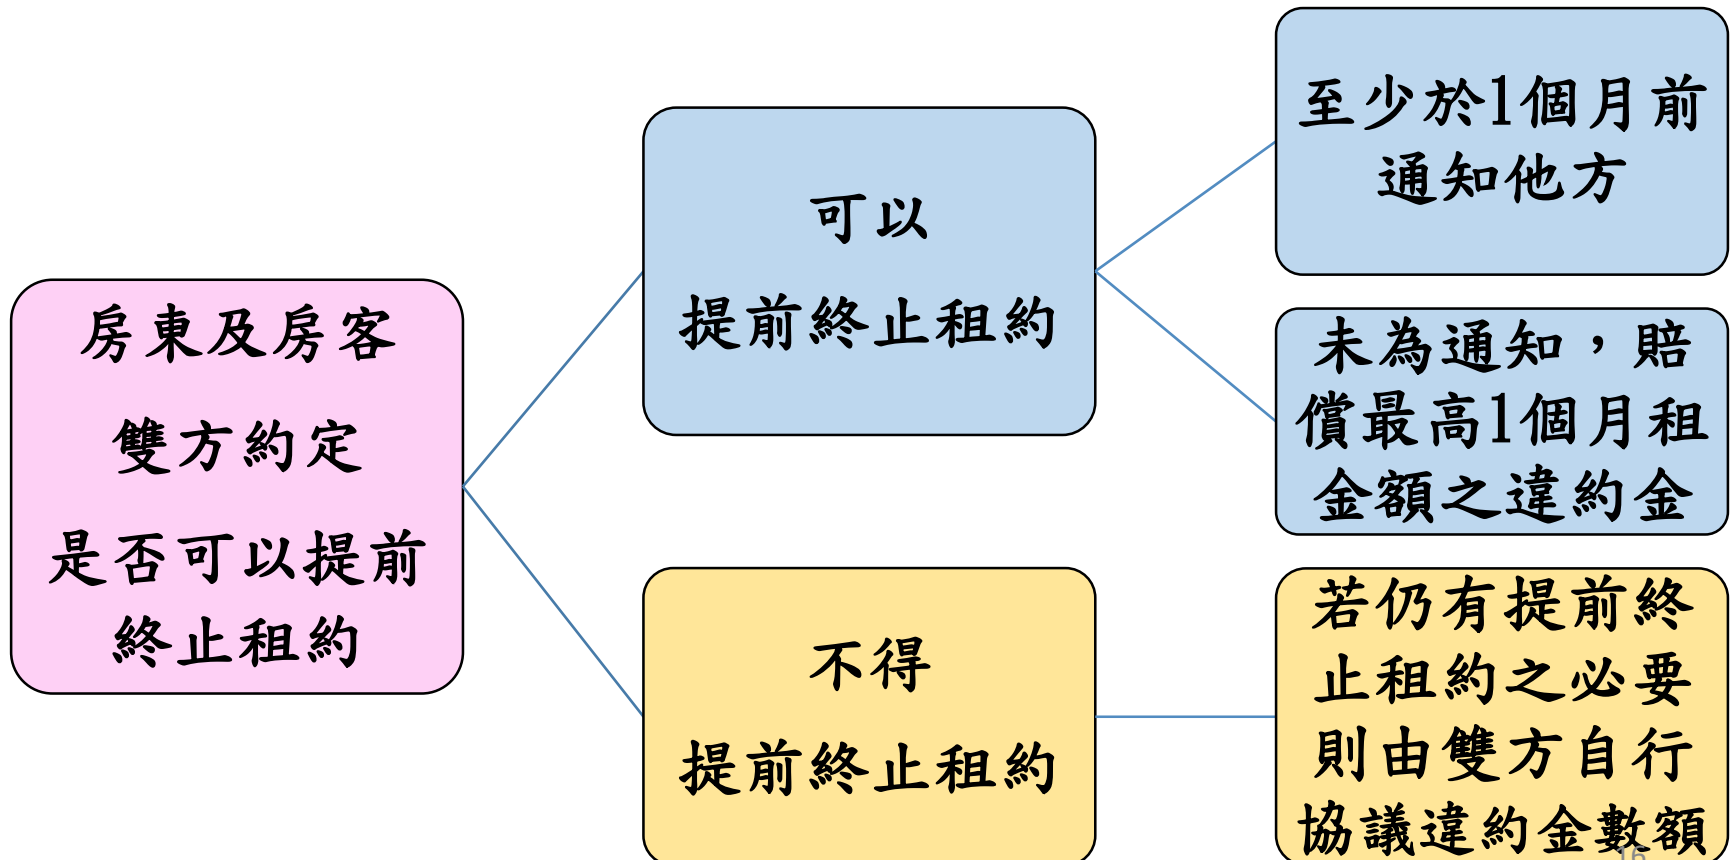 房東及房客
雙方約定
是否可以提前
終止租約
可以
提前終止租約
至少於1個月前
通知他方
未為通知，賠
償最高1個月租
金額之違約金
不得
提前終止租約
若仍有提前終
止租約之必要
則由雙方自行
協議違約金數額
16